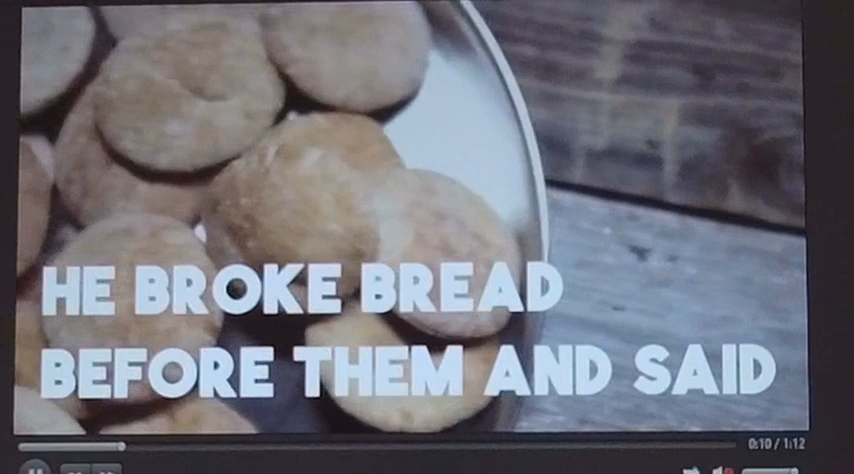 HE BROKE BREAD
BEFORE THEM AND SAID
0:10 / 1:12